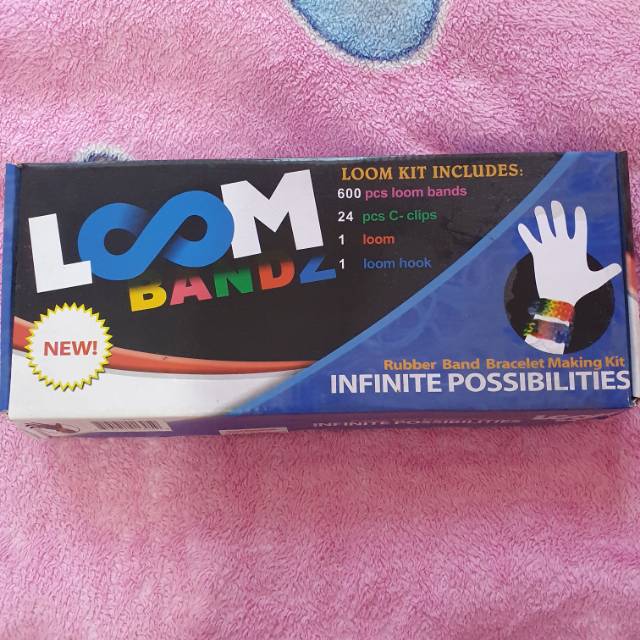 LOOM
BANDZ
NEW!
LOOM KIT INCLUDES:
600 pcs loom bands
24 pcs C- clips
1 loom
1 loom hook
Rubber Band Bracelet Making Kit
INFINITE POSSIBILITIES
INFINITE POSSIBILITIES